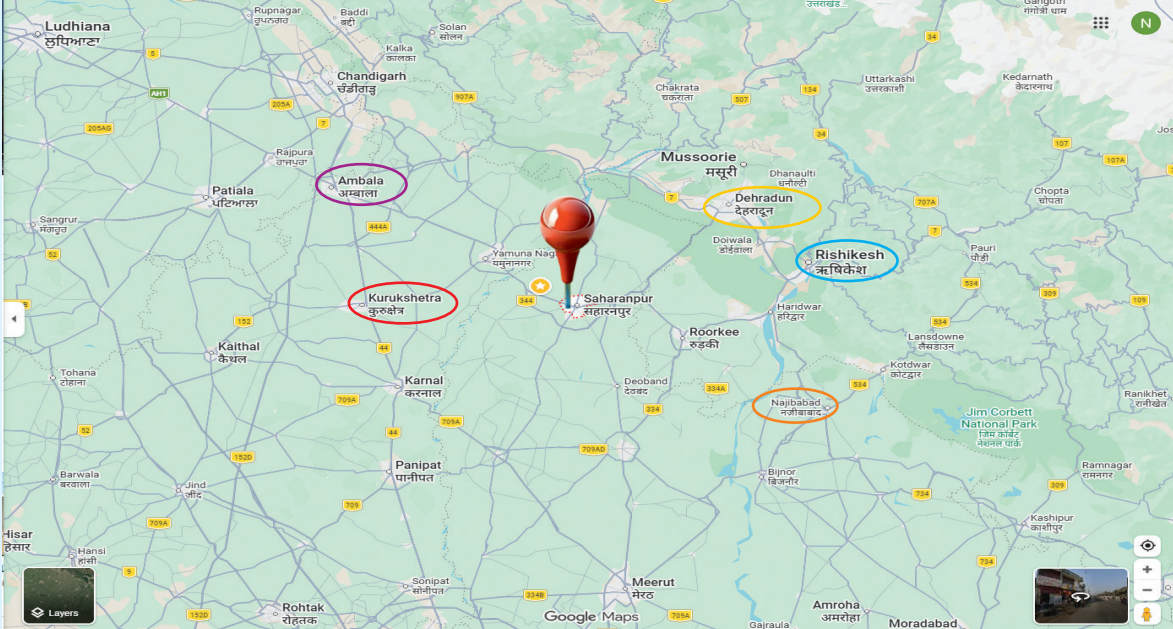 Rupnagar
ਰੂਪਨਗਰ
Baddi
बद्दी
Ludhiana
ਲੁਧਿਆਣਾ
Solan
सोलन
Kalka
कालका
Chandigarh
ਚੰਡੀਗੜ੍ਹ
उत्तराखंड...
Gangotri
गंगोत्री धाम
N
34
5
AH1
205A
907A
7
205AG
Chakrata
चकराता
507
134
Uttarkashi
उत्तरकाशी
Kedarnath
केदारनाथ
34
107
107A
Rajpura
ਰਾਜਪੁਰਾ
Ambala
अम्बाला
Patiala
ਪਟਿਆਲਾ
Mussoorie
मसूरी
Dhanaulti
धनोल्टी
7
Dehradun
देहरादून
Chopta
चोपता
707A
Sangrur
ਸੰਗਰੂਰ
52
444A
Yamuna Nag
यमुनानगर
Doiwala
डोईवाला
Rishikesh
ऋषिकेश
7
Pauri
पौड़ी
534
309
109
Kurukshetra
कुरुक्षेत्र
344
Saharanpur
सहारनपुर
Haridwar
हरिद्वार
152
Roorkee
रुड़की
534
Lansdowne
लैंसडाउन
Kaithal
कैथल
44
Tohana
टोहाना
Karnal
करनाल
Deoband
देवबंद
334A
Kotdwar
कोटद्वार
534
Ranikhet
रानीखेत
709A
334
Najibabad
नजीबाबाद
Jim Corbett
National Park
जिम कॉर्बेट
नेशनल पार्क
52
44
709A
152D
709AD
Panipat
पानीपत
Barwala
बरवाला
Jind
जींद
Bijnor
बिजनौर
Ramnagar
रामनगर
309
734
709
709A
Kashipur
काशीपुर
Hisar
हिसार
Hansi
हांसी
9
734
Layers
Sonipat
सोनीपत
Meerut
मेरठ
334B
152D
Rohtak
रोहतक
Google Maps
709A
Gajraula
Amroha
अमरोहा
Moradabad